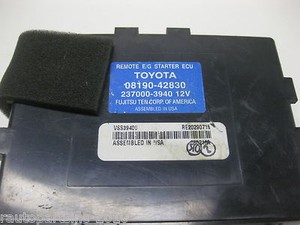 REMOTE E/G STARTER ECU
TOYOTA
08190-42830
237000-3940 12V
FUJITSU TEN CORP. OF AMERICA
ASSEMBLED IN USA
ASSEMBLED IN USA